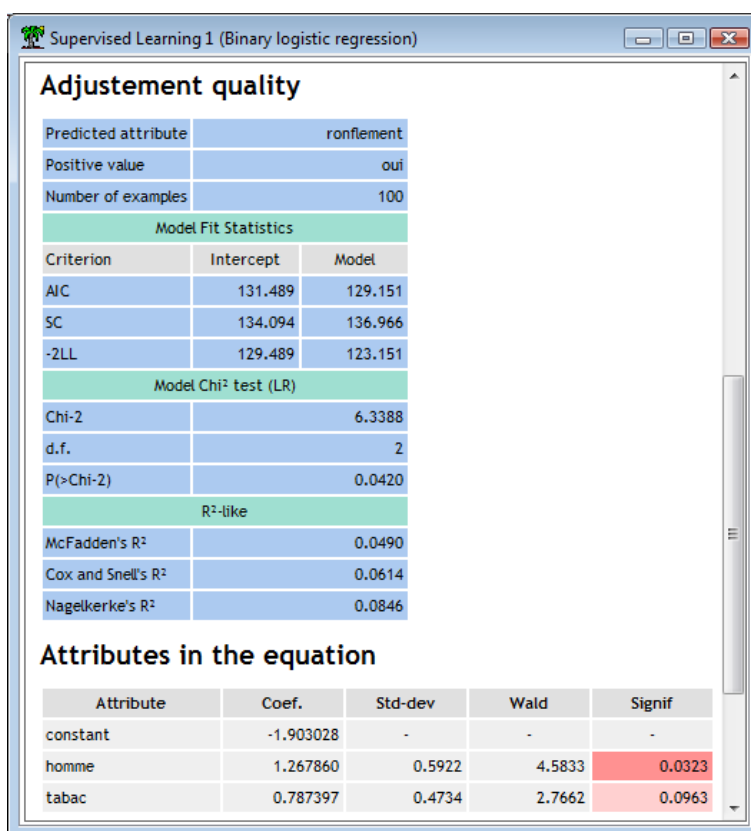 Supervised Learning 1 (Binary logistic regression)
Adjustement quality
Predicted attribute ronflement
Positive value oui
Number of examples 100
Model Fit Statistics
Criterion Intercept Model
AIC 131.489 129.151
SC 134.094 136.966
-2LL 129.489 123.151
Model Chi² test (LR)
Chi-2 6.3388
d.f. 2
P(>Chi-2) 0.0420
R²-like
McFadden's R² 0.0490
Cox and Snell's R² 0.0614
Nagelkerke's R² 0.0846
Attributes in the equation
Attribute Coef. Std-dev Wald Signif
constant -1.903028 - - -
homme 1.267860 0.5922 4.5833 0.0323
tabac 0.787397 0.4734 2.7662 0.0963